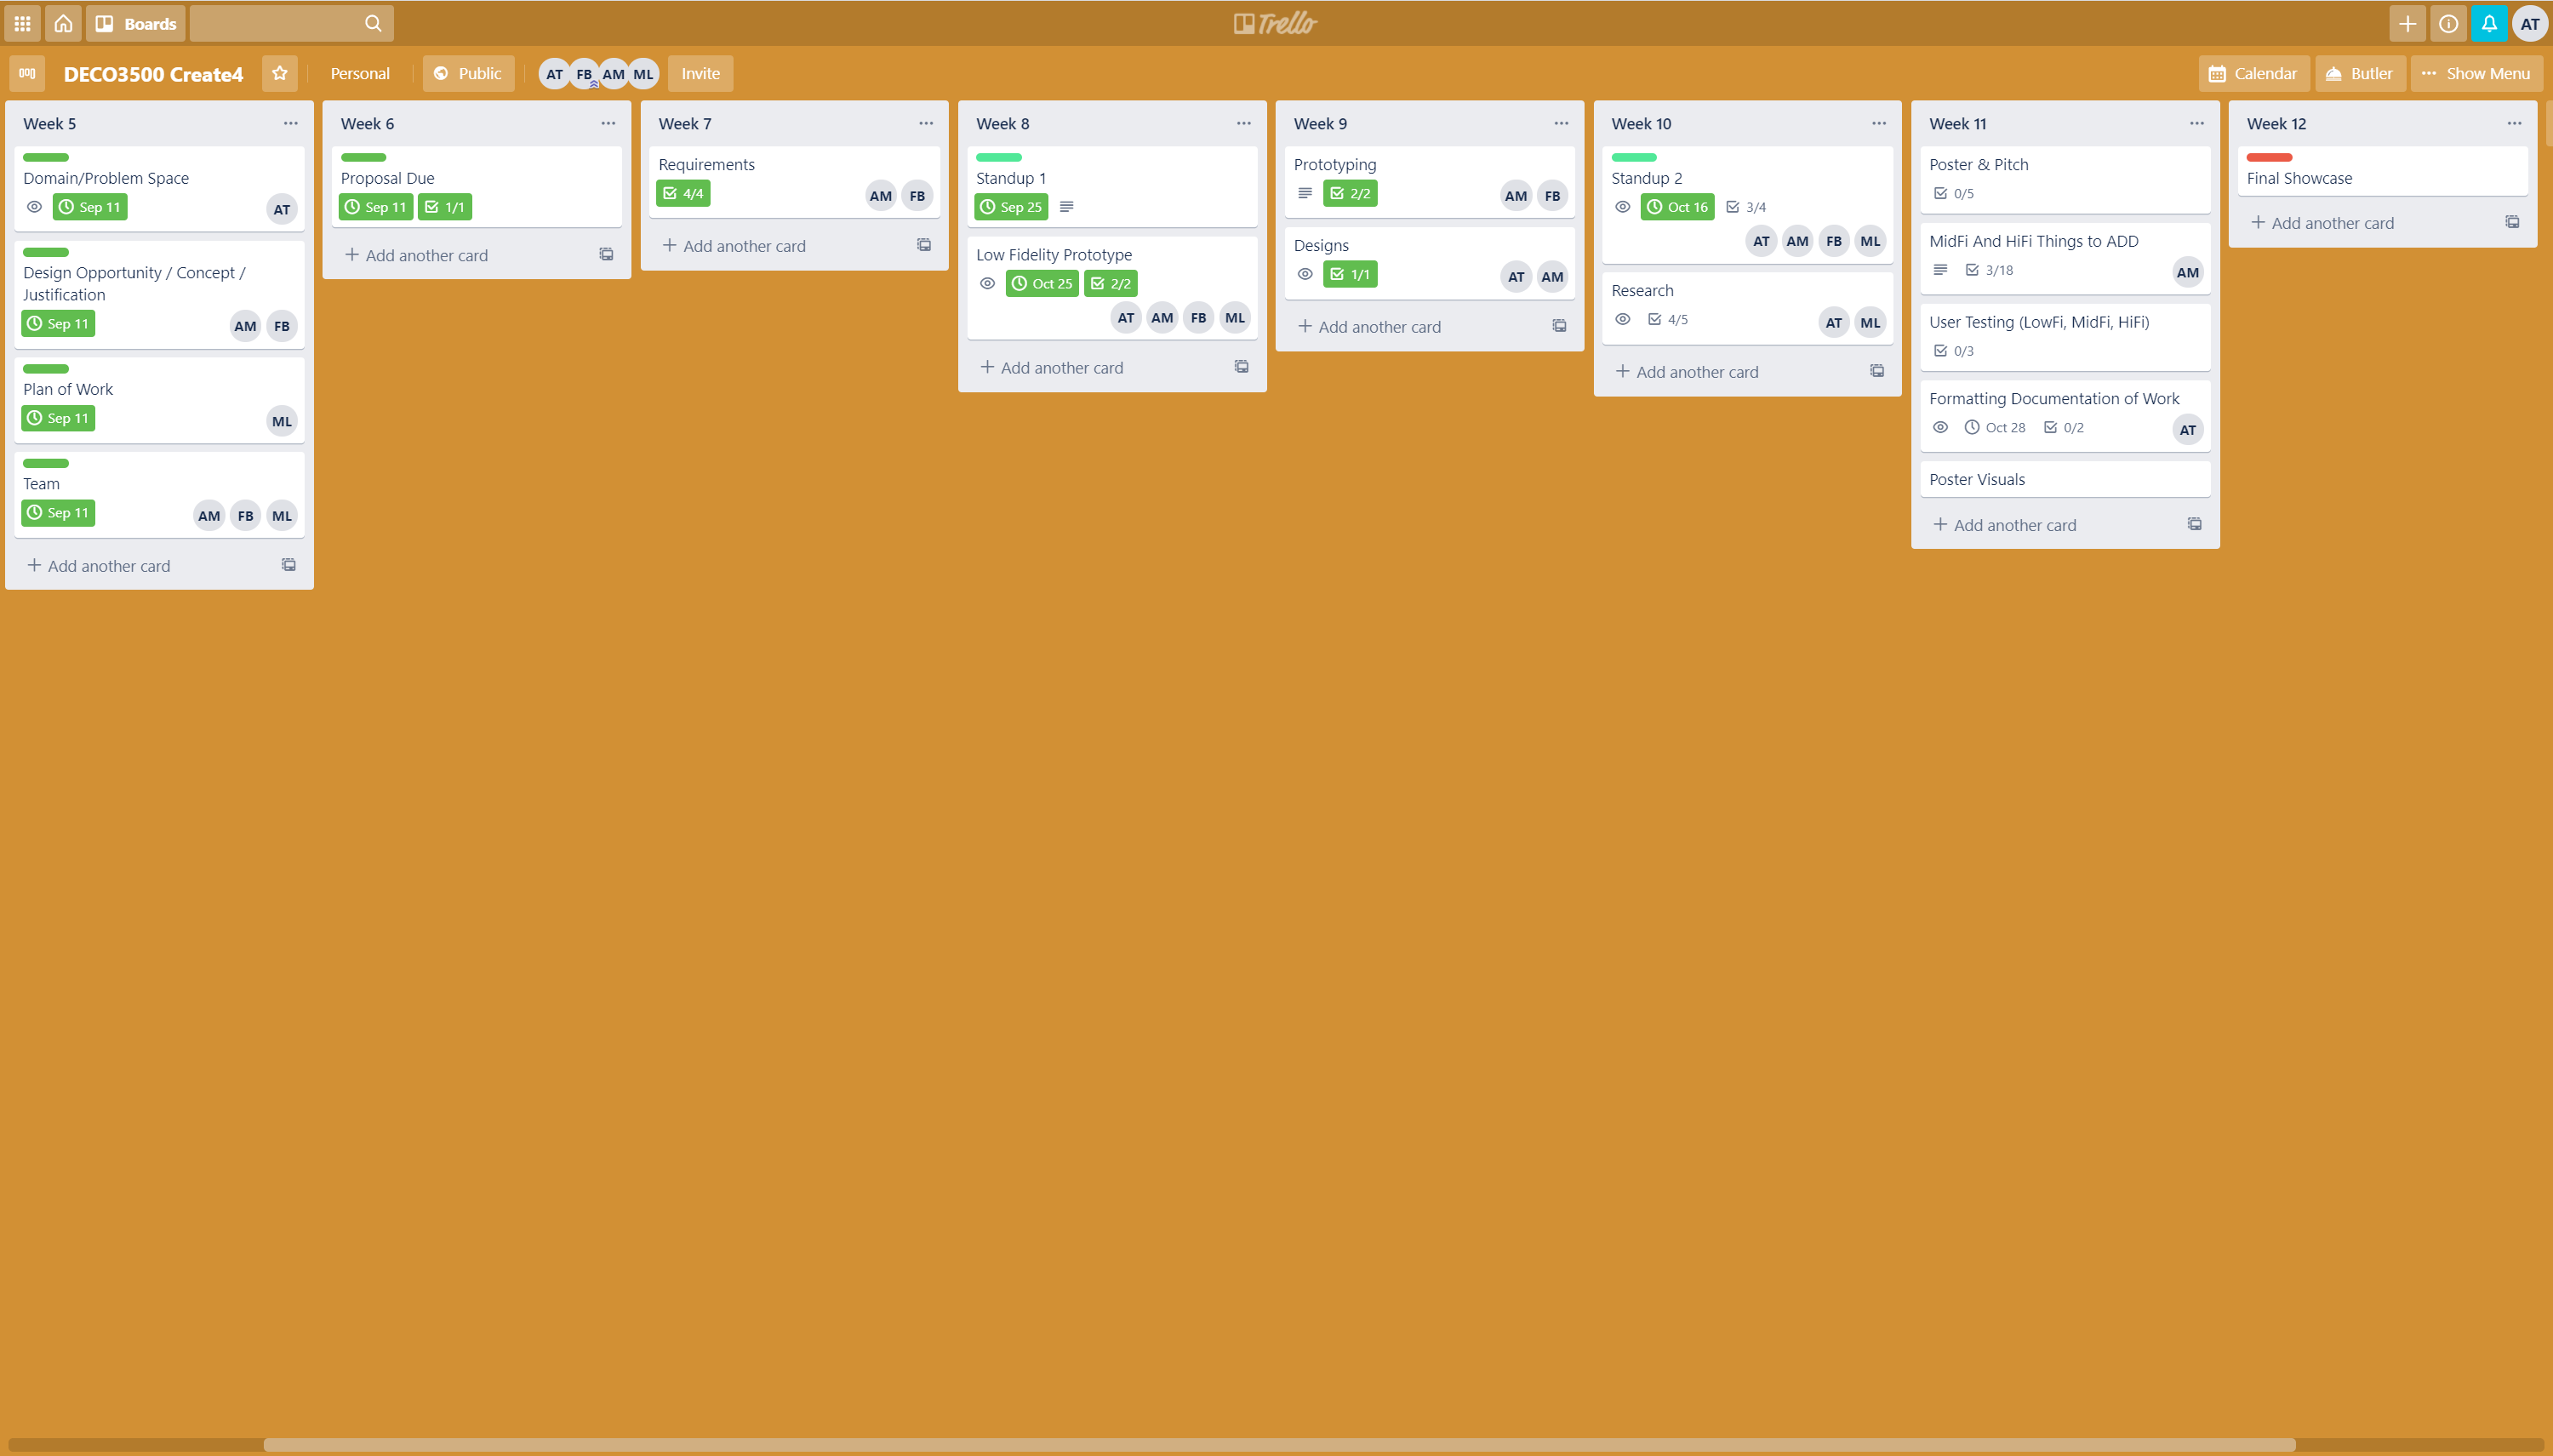 Boards
Trello
AT
DECO3500 Create4
Personal
Public
AT FB AM ML
Invite
Calendar
Butler
Show Menu
Week 5
Domain/Problem Space
Sep 11
AT
Design Opportunity / Concept /
Justification
Sep 11
AM FB
Plan of Work
Sep 11
ML
Team
Sep 11
AM FB ML
Add another card
Week 6
Proposal Due
Sep 11 1/1
Add another card
Week 7
Requirements
4/4
AM FB
Add another card
Week 8
Standup 1
Sep 25
Low Fidelity Prototype
Oct 25 2/2
AT AM FB ML
Add another card
Week 9
Prototyping
2/2
AM FB
Designs
1/1
AT AM
Add another card
Week 10
Standup 2
Oct 16 3/4
AT AM FB ML
Research
4/5
AT ML
Add another card
Week 11
Poster & Pitch
0/5
MidFi And HiFi Things to ADD
3/18
AM
User Testing (LowFi, MidFi, HiFi)
0/3
Formatting Documentation of Work
Oct 28 0/2
AT
Poster Visuals
Add another card
Week 12
Final Showcase
Add another card